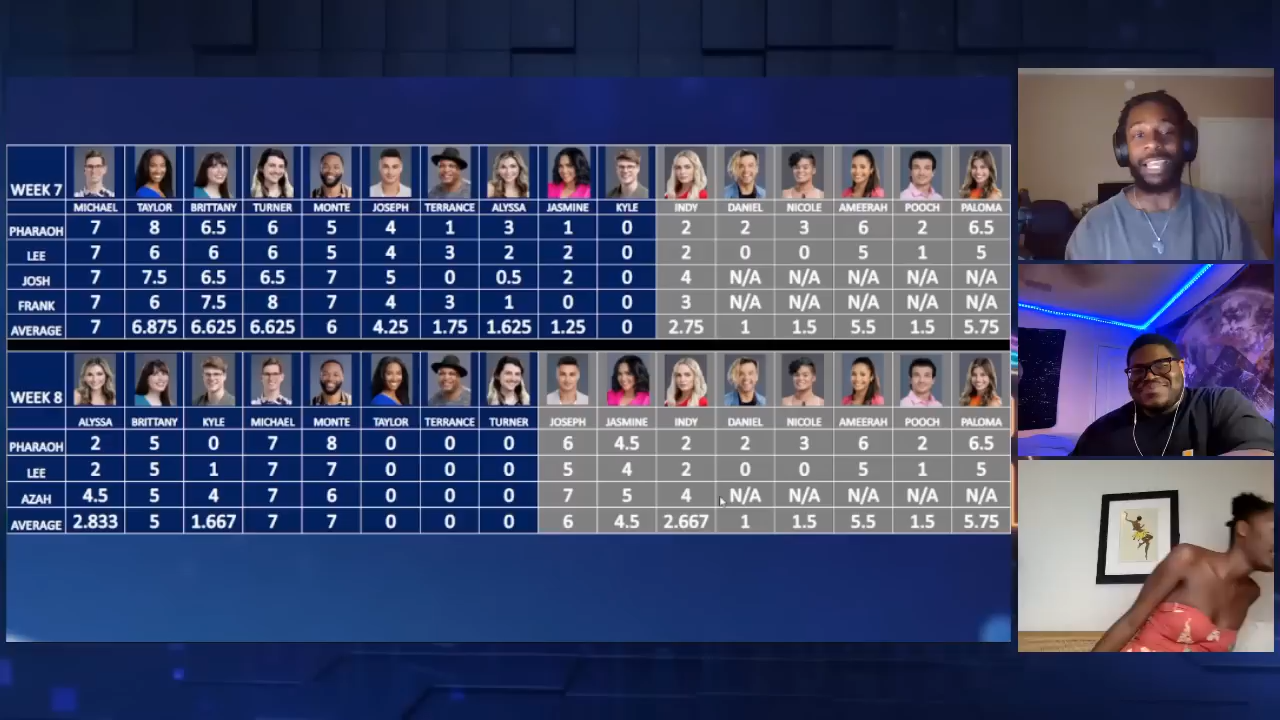 WEEK 7
MICHAEL TAYLOR BRITTANY TURNER MONTE JOSEPH TERRANCE ALYSSA JASMINE KYLE INDY DANIEL NICOLE AMEERAH POOCH PALOMA
PHARAOH 7 8 6.5 6 5 4 1 3 1 0 2 2 3 6 2 6.5
LEE 7 6 6 6 5 4 3 2 2 0 2 0 0 5 1 5
JOSH 7 7.5 6.5 6.5 7 5 0 0.5 2 0 4 N/A N/A N/A N/A N/A
FRANK 7 6 7.5 8 7 4 3 1 0 0 3 N/A N/A N/A N/A N/A
AVERAGE 7 6.875 6.625 6.625 6 4.25 1.75 1.625 1.25 0 2.75 1 1.5 5.5 1.5 5.75
WEEK 8
ALYSSA BRITTANY KYLE MICHAEL MONTE TAYLOR TERRANCE TURNER JOSEPH JASMINE INDY DANIEL NICOLE AMEERAH POOCH PALOMA
PHARAOH 2 5 0 7 8 0 0 0 6 4.5 2 2 3 6 2 6.5
LEE 2 5 1 7 7 0 0 0 5 4 2 0 0 5 1 5
AZAH 4.5 5 4 7 6 0 0 0 7 5 4 N/A N/A N/A N/A N/A
AVERAGE 2.833 5 1.667 7 7 0 0 0 6 4.5 2.667 1 1.5 5.5 1.5 5.75